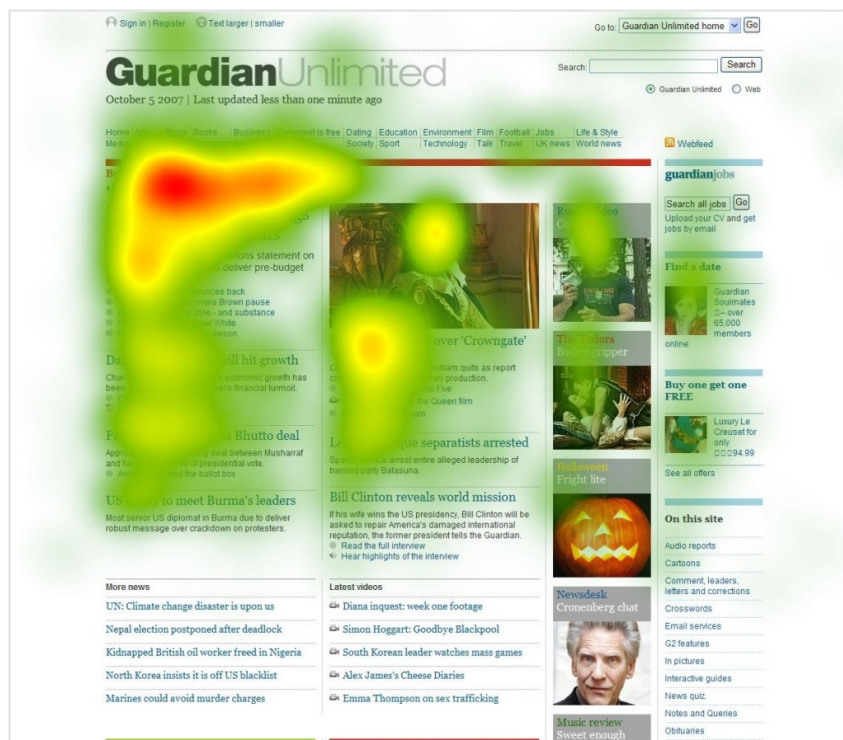 Sign in | Register Text larger | smaller
Go to: Guardian Unlimited home Go
GuardianUnlimited
Search: Search
Guardian Unlimited Web
October 5 2007 | Last updated less than one minute ago
Home Arts Blogs Books Business Comment is free Dating Education Environment Film Football Jobs Life & Style
Society Sport Technology Talk Travel UK news World news
Webfeed
statement on
deliver pre-budget
bounces back
make Brown pause
style - and substance
White
will hit growth
economic growth has
been financial turmoil.
Bhutto deal
deal between Musharraf
and of presidential vote.
and the ballot box
US to meet Burma's leaders
Most senior US diplomat in Burma due to deliver
robust message over crackdown on protesters.
over 'Crowngate'
quits as report
production.
the Queen film
separatists arrested
arrest entire alleged leadership of
banned party Batasuna.
Bill Clinton reveals world mission
If his wife wins the US presidency, Bill Clinton will be
asked to repair America's damaged international
reputation, the former president tells the Guardian.
Read the full interview
Hear highlights of the interview
The Tudors
Bodice ripper
Halloween
Fright lite
Newsdesk
Cronenberg chat
Music review
Sweet enough
guardianjobs
Search all jobs Go
Upload your CV and get
jobs by email
Find a date
Guardian
Soulmates
– over
65,000
members
online
Buy one get one
FREE
Luxury Le
Creuset for
only
94.99
See all offers
On this site
Audio reports
Cartoons
Comment, leaders,
letters and corrections
Crosswords
Email services
G2 features
In pictures
Interactive guides
News quiz
Notes and Queries
Obituaries
More news
UN: Climate change disaster is upon us
Nepal election postponed after deadlock
Kidnapped British oil worker freed in Nigeria
North Korea insists it is off US blacklist
Marines could avoid murder charges
Latest videos
Diana inquest: week one footage
Simon Hoggart: Goodbye Blackpool
South Korean leader watches mass games
Alex James's Cheese Diaries
Emma Thompson on sex trafficking